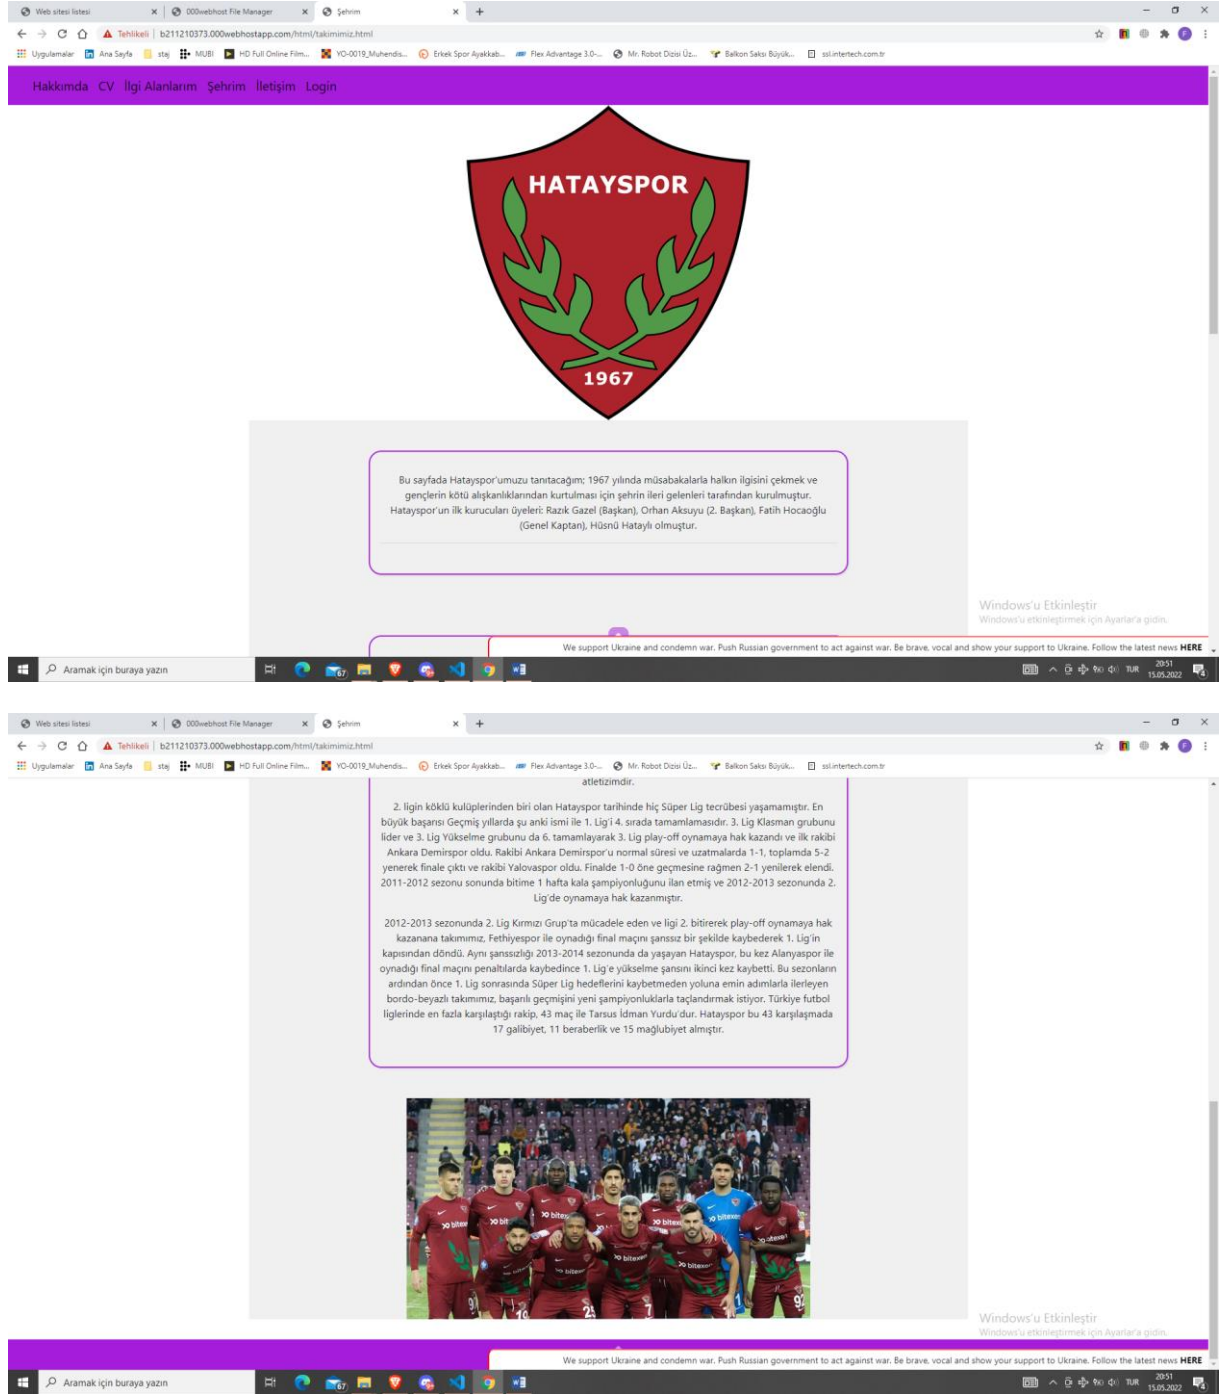 Web sitesi listesi
000webhost File Manager
Şehrim
Tehlikeli | b211210373.000webhostapp.com/html/takimimiz.html
Uygulamalar
Ana Sayfa
staj
MUBI
HD Full Online Film...
YO-0019_Muhendis...
Erkek Spor Ayakkab...
Flex Advantage 3.0-...
Mr. Robot Dizisi Üz...
Balkon Saksı Büyük...
ssl.intertech.com.tr
Hakkımda CV İlgi Alanlarım Şehrim İletişim Login
HATAYSPOR
1967
Bu sayfada Hatayspor'umuzu tanıtacağım; 1967 yılında müsabakalarla halkın ilgisini çekmek ve
gençlerin kötü alışkanlıklarından kurtulması için şehrin ileri gelenleri tarafından kurulmuştur.
Hatayspor'un ilk kurucuları üyeleri: Razık Gazel (Başkan), Orhan Aksuyu (2. Başkan), Fatih Hocaoğlu
(Genel Kaptan), Hüsnü Hataylı olmuştur.
Windows'u Etkinleştir
Windows'u etkinleştirmek için Ayarlar'a gidin.
We support Ukraine and condemn war. Push Russian government to act against war. Be brave, vocal and show your support to Ukraine. Follow the latest news HERE
Aramak için buraya yazın
67
TUR
20:51
15.05.2022
4
Web sitesi listesi
000webhost File Manager
Şehrim
Tehlikeli | b211210373.000webhostapp.com/html/takimimiz.html
Uygulamalar
Ana Sayfa
staj
MUBI
HD Full Online Film...
YO-0019_Muhendis...
Erkek Spor Ayakkab...
Flex Advantage 3.0-...
Mr. Robot Dizisi Üz...
Balkon Saksı Büyük...
ssl.intertech.com.tr
atletizimdir.
2. ligin köklü kulüplerinden biri olan Hatayspor tarihinde hiç Süper Lig tecrübesi yaşamamıştır. En
büyük başarısı Geçmiş yıllarda şu anki ismi ile 1. Lig'i 4. sırada tamamlamasıdır. 3. Lig Klasman grubunu
lider ve 3. Lig Yükselme grubunu da 6. tamamlayarak 3. Lig play-off oynamaya hak kazandı ve ilk rakibi
Ankara Demirspor oldu. Rakibi Ankara Demirspor'u normal süresi ve uzatmalarda 1-1, toplamda 5-2
yenerek finale çıktı ve rakibi Yalovaspor oldu. Finalde 1-0 öne geçmesine rağmen 2-1 yenilerek elendi.
2011-2012 sezonu sonunda bitime 1 hafta kala şampiyonluğunu ilan etmiş ve 2012-2013 sezonunda 2.
Lig'de oynamaya hak kazanmıştır.
2012-2013 sezonunda 2. Lig Kırmızı Grup'ta mücadele eden ve ligi 2. bitirerek play-off oynamaya hak
kazanana takımımız, Fethiyespor ile oynadığı final maçını şanssız bir şekilde kaybederek 1. Lig'in
kapısından döndü. Aynı şanssızlığı 2013-2014 sezonunda da yaşayan Hatayspor, bu kez Alanyaspor ile
oynadığı final maçını penaltılarda kaybedince 1. Lig'e yükselme şansını ikinci kez kaybetti. Bu sezonların
ardından önce 1. Lig sonrasında Süper Lig hedeflerini kaybetmeden yoluna emin adımlarla ilerleyen
bordo-beyazlı takımımız, başarılı geçmişini yeni şampiyonluklarla taçlandırmak istiyor. Türkiye futbol
liglerinde en fazla karşılaştığı rakip, 43 maç ile Tarsus İdman Yurdu'dur. Hatayspor bu 43 karşılaşmada
17 galibiyet, 11 beraberlik ve 15 mağlubiyet almıştır.
bitexen
bitexen
25
7
1
Windows'u Etkinleştir
Windows'u etkinleştirmek için Ayarlar'a gidin.
We support Ukraine and condemn war. Push Russian government to act against war. Be brave, vocal and show your support to Ukraine. Follow the latest news HERE
Aramak için buraya yazın
67
TUR
20:51
15.05.2022
4